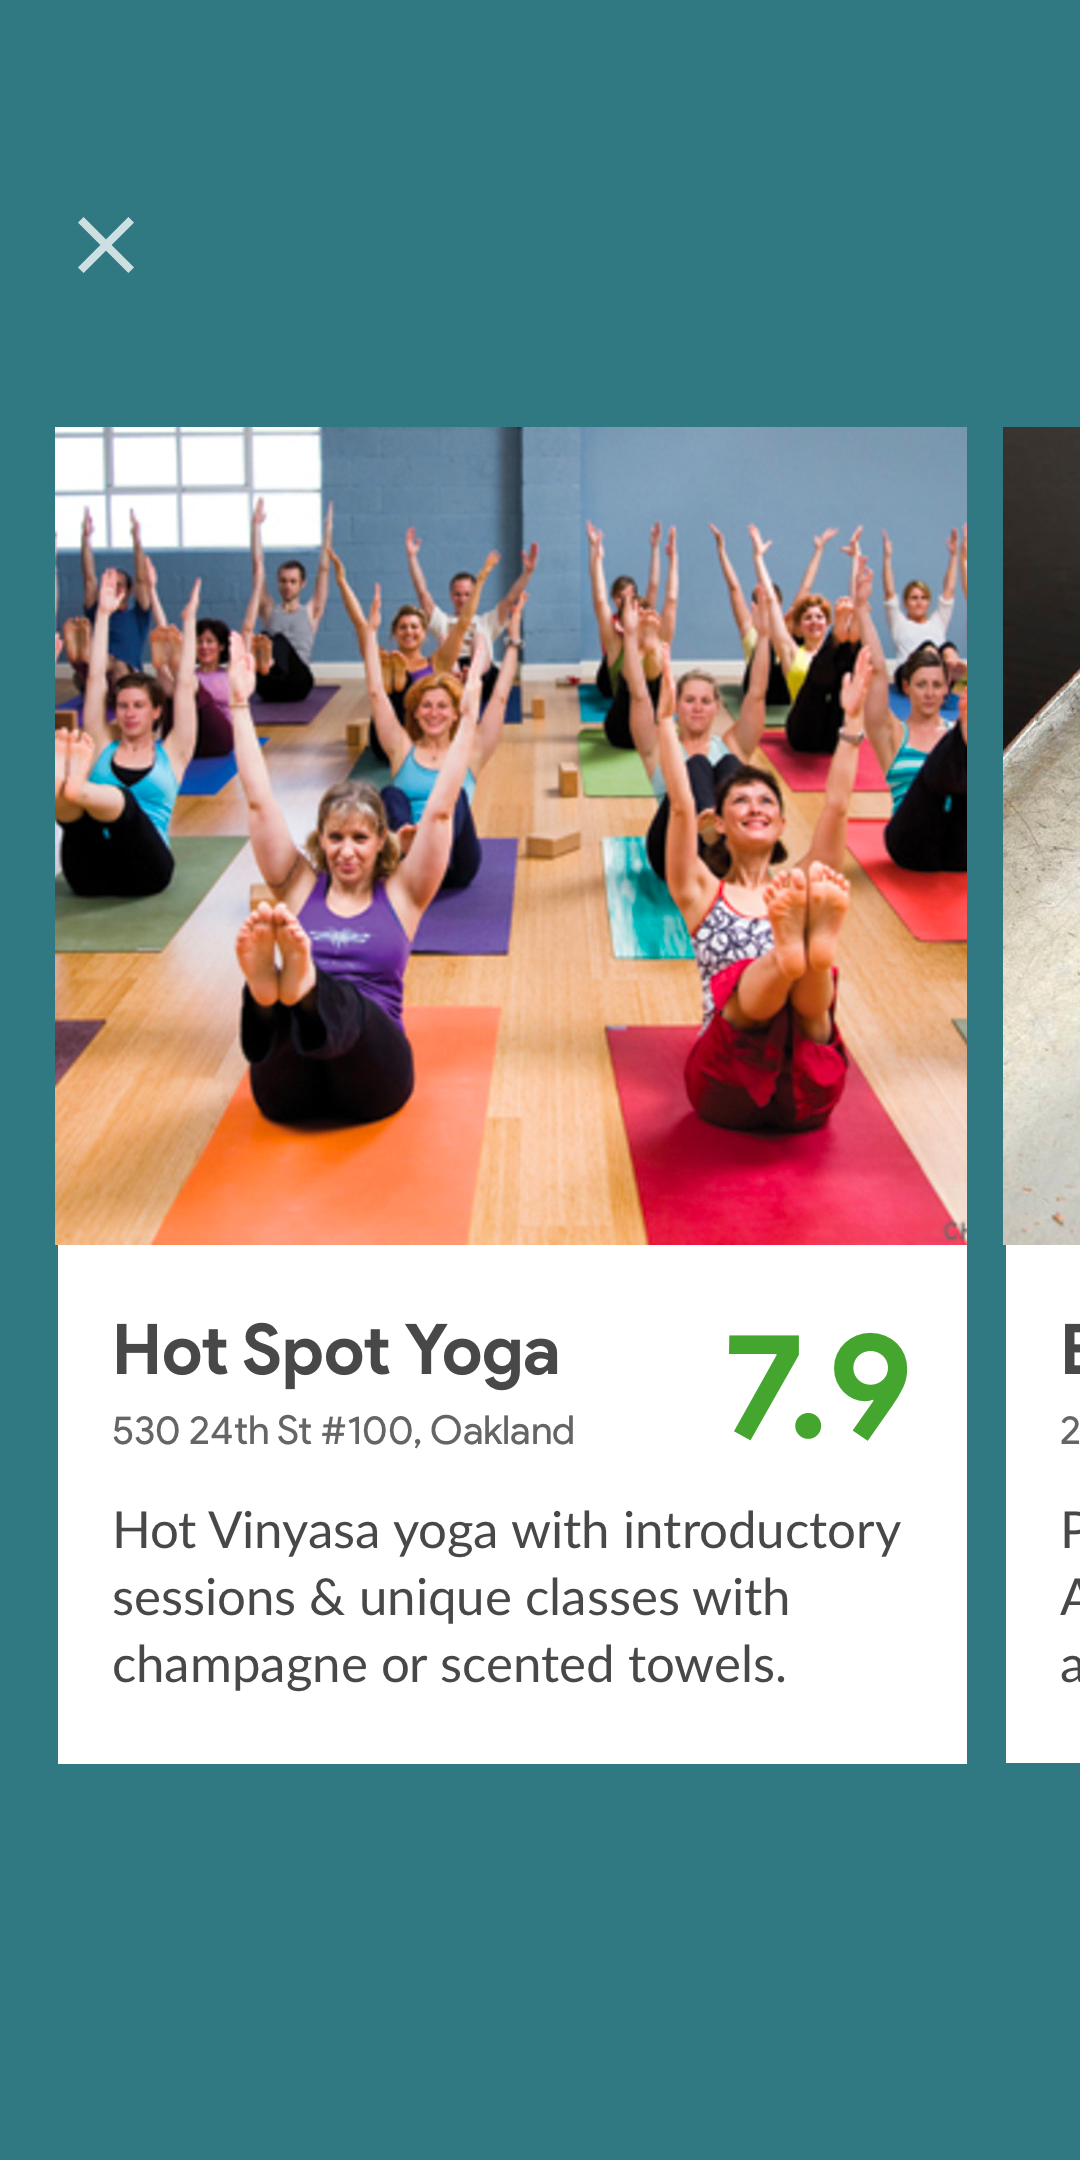 Hot Spot Yoga
7.9
530 24th St #100, Oakland
Hot Vinyasa yoga with introductory
sessions & unique classes with
champagne or scented towels.